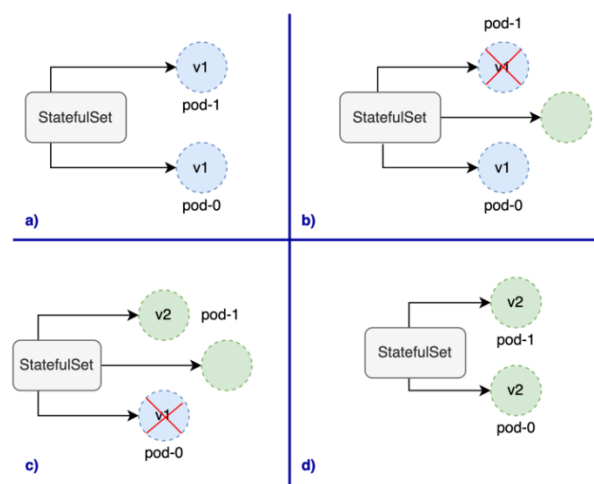 v1
pod-1
StatefulSet
v1
pod-0
a)
pod-1
v1
StatefulSet
v1
pod-0
b)
v2 pod-1
StatefulSet
v1
pod-0
c)
v2
pod-1
StatefulSet
v2
pod-0
d)